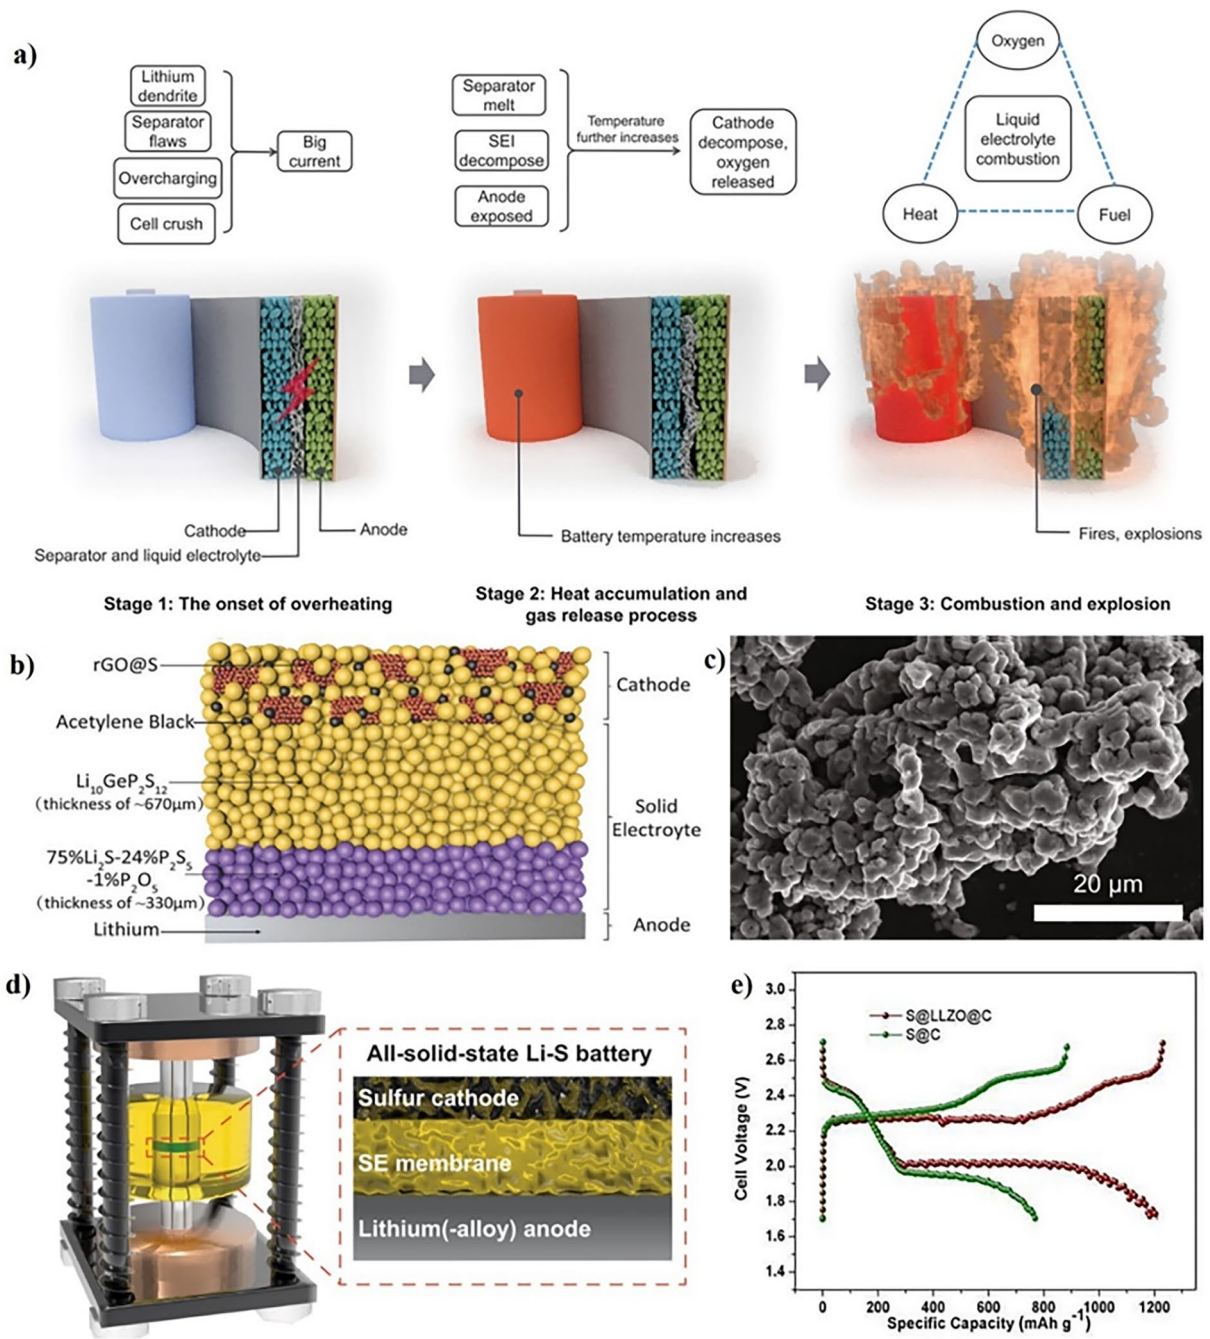 a)
Lithium
dendrite
Separator
flaws
Overcharging
Cell crush
Big
current
Separator
melt
SEI
decompose
Anode
exposed
Temperature
further increases
Cathode
decompose,
oxygen
released
Oxygen
Liquid
electrolyte
combustion
Heat
Fuel
Cathode
Anode
Separator and liquid electrolyte
Battery temperature increases
Fires, explosions
Stage 1: The onset of overheating
Stage 2: Heat accumulation and
gas release process
Stage 3: Combustion and explosion
b)
rGO@S
Acetylene Black
Li10GeP2S12
(thickness of ~670μm)
75%Li2S-24%P2S5
-1%P2O5
(thickness of ~330μm)
Lithium
Cathode
Solid
Electroyte
Anode
c)
20 μm
d)
All-solid-state Li-S battery
Sulfur cathode
SE membrane
Lithium(-alloy) anode
e)
S@LLZO@C
S@C
Cell Voltage (V)
3.0
2.8
2.6
2.4
2.2
2.0
1.8
1.6
1.4
0 200 400 600 800 1000 1200
Specific Capacity (mAh g-1)